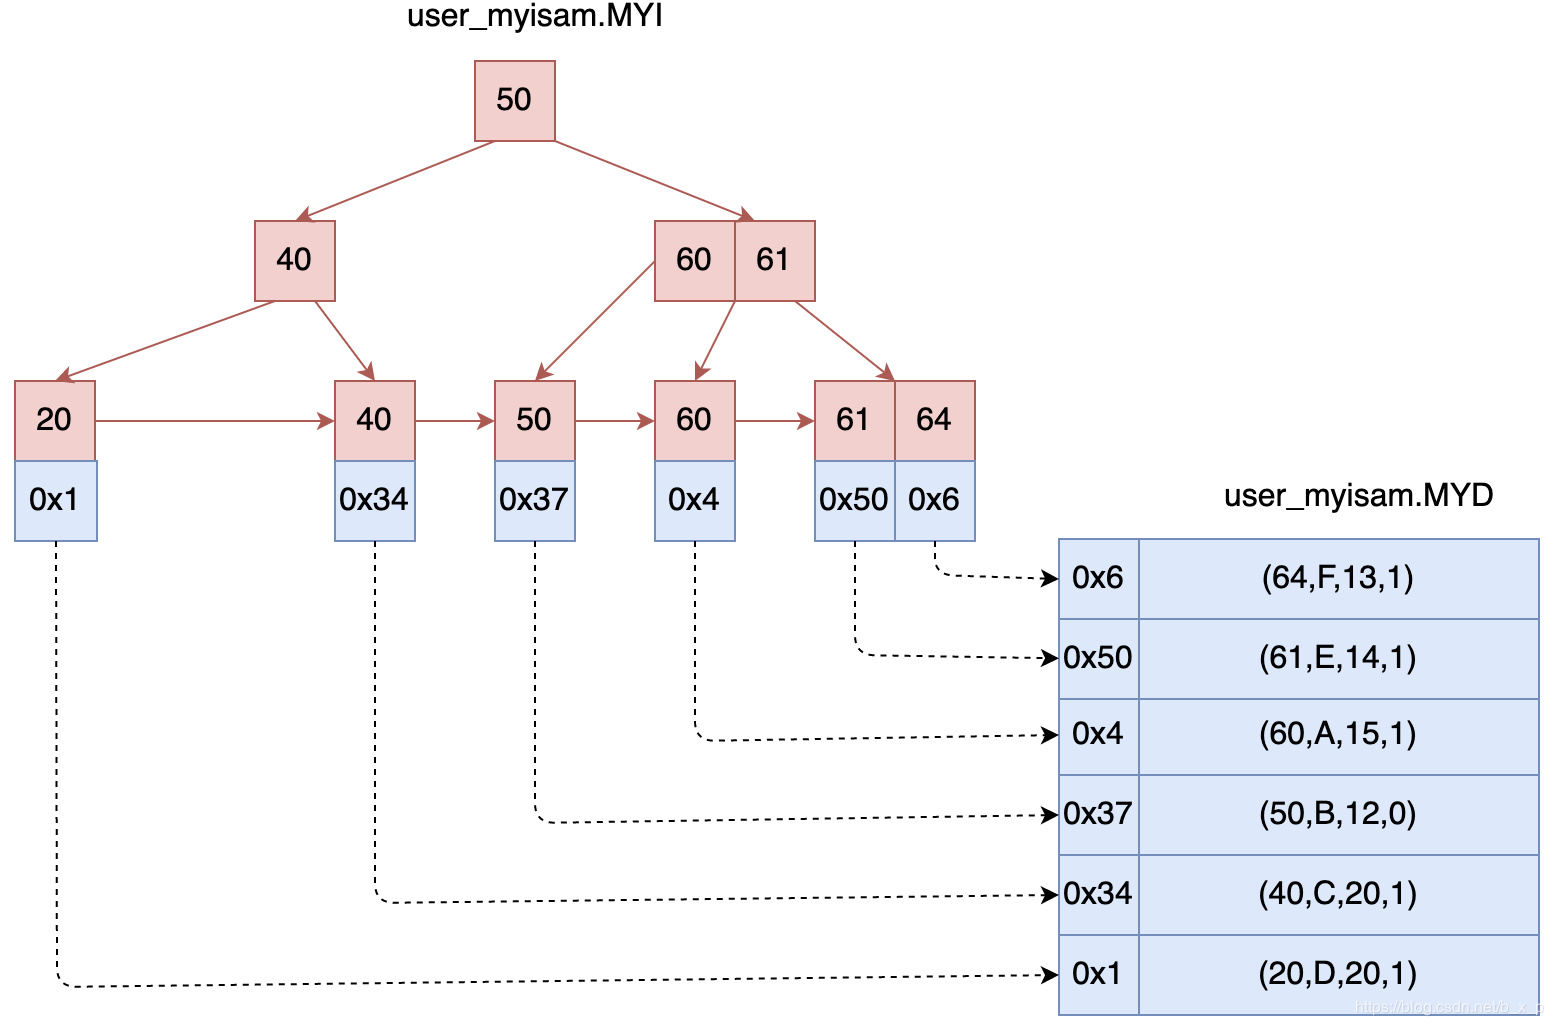 user_myisam.MYI
50
40
60 61
20 40 50 60 61 64
0x1 0x34 0x37 0x4 0x50 0x6
user_myisam.MYD
0x6 (64,F,13,1)
0x50 (61,E,14,1)
0x4 (60,A,15,1)
0x37 (50,B,12,0)
0x34 (40,C,20,1)
0x1 (20,D,20,1)
https://blog.csdn.net/b_x_p